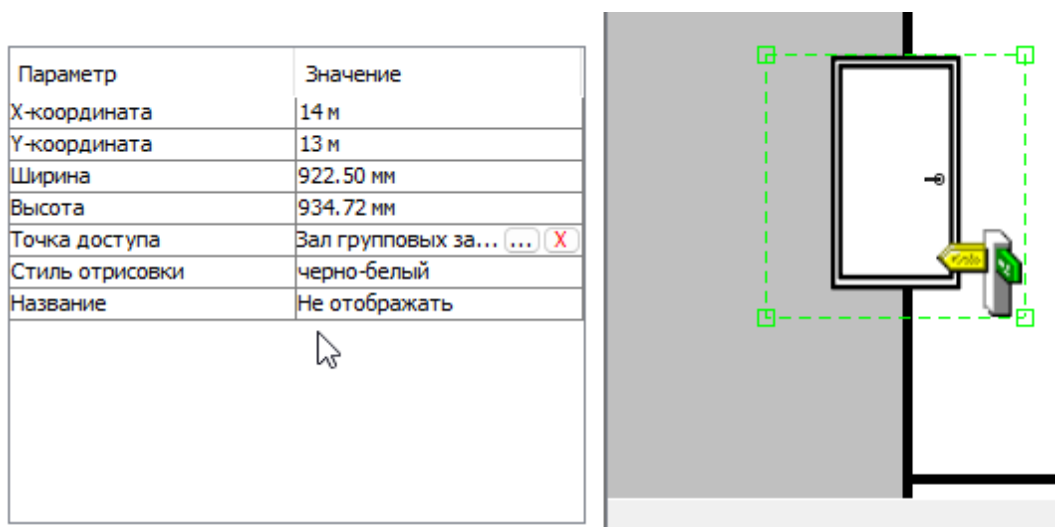 Параметр Значение
X-координата 14 м
Y-координата 13 м
Ширина 922.50 мм
Высота 934.72 мм
Точка доступа Зал групповых за... ... X
Стиль отрисовки черно-белый
Название Не отображать